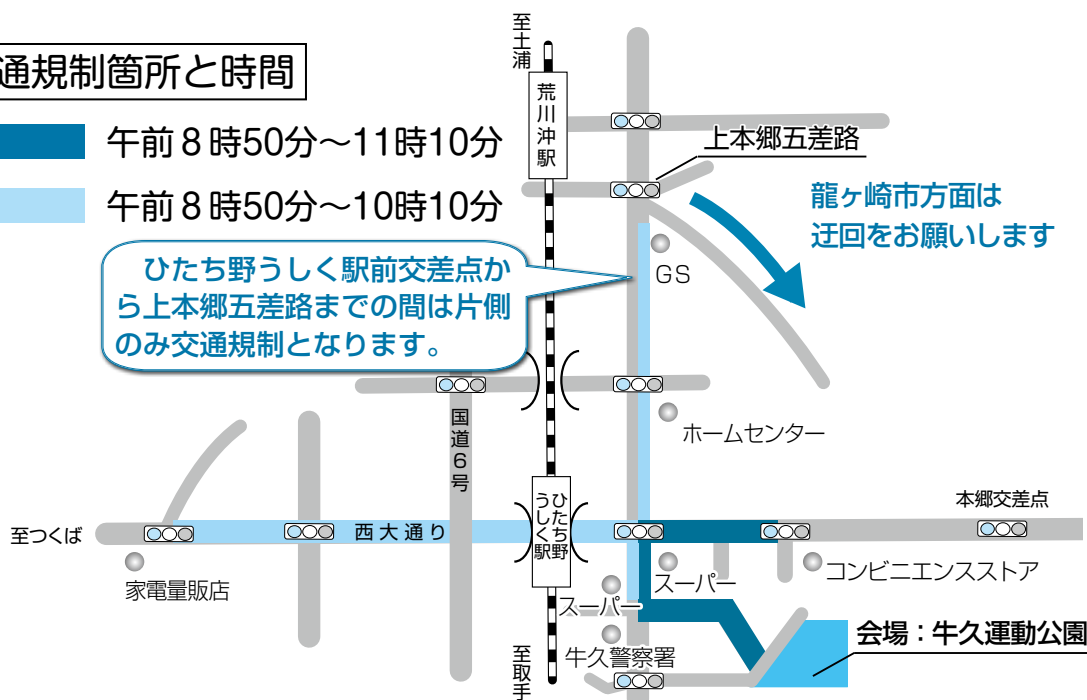 通規制箇所と時間
午前8時50分〜11時10分
午前8時50分〜10時10分
ひたち野うしく駅前交差点か
ら上本郷五差路までの間は片側
のみ交通規制となります。
至土浦
荒川沖駅
上本郷五差路
龍ヶ崎市方面は
迂回をお願いします
GS
国道6号
ホームセンター
本郷交差点
至つくば
西大通り
ひたち野
うしく駅
家電量販店
スーパー
コンビニエンスストア
スーパー
会場：牛久運動公園
牛久警察署
至取手